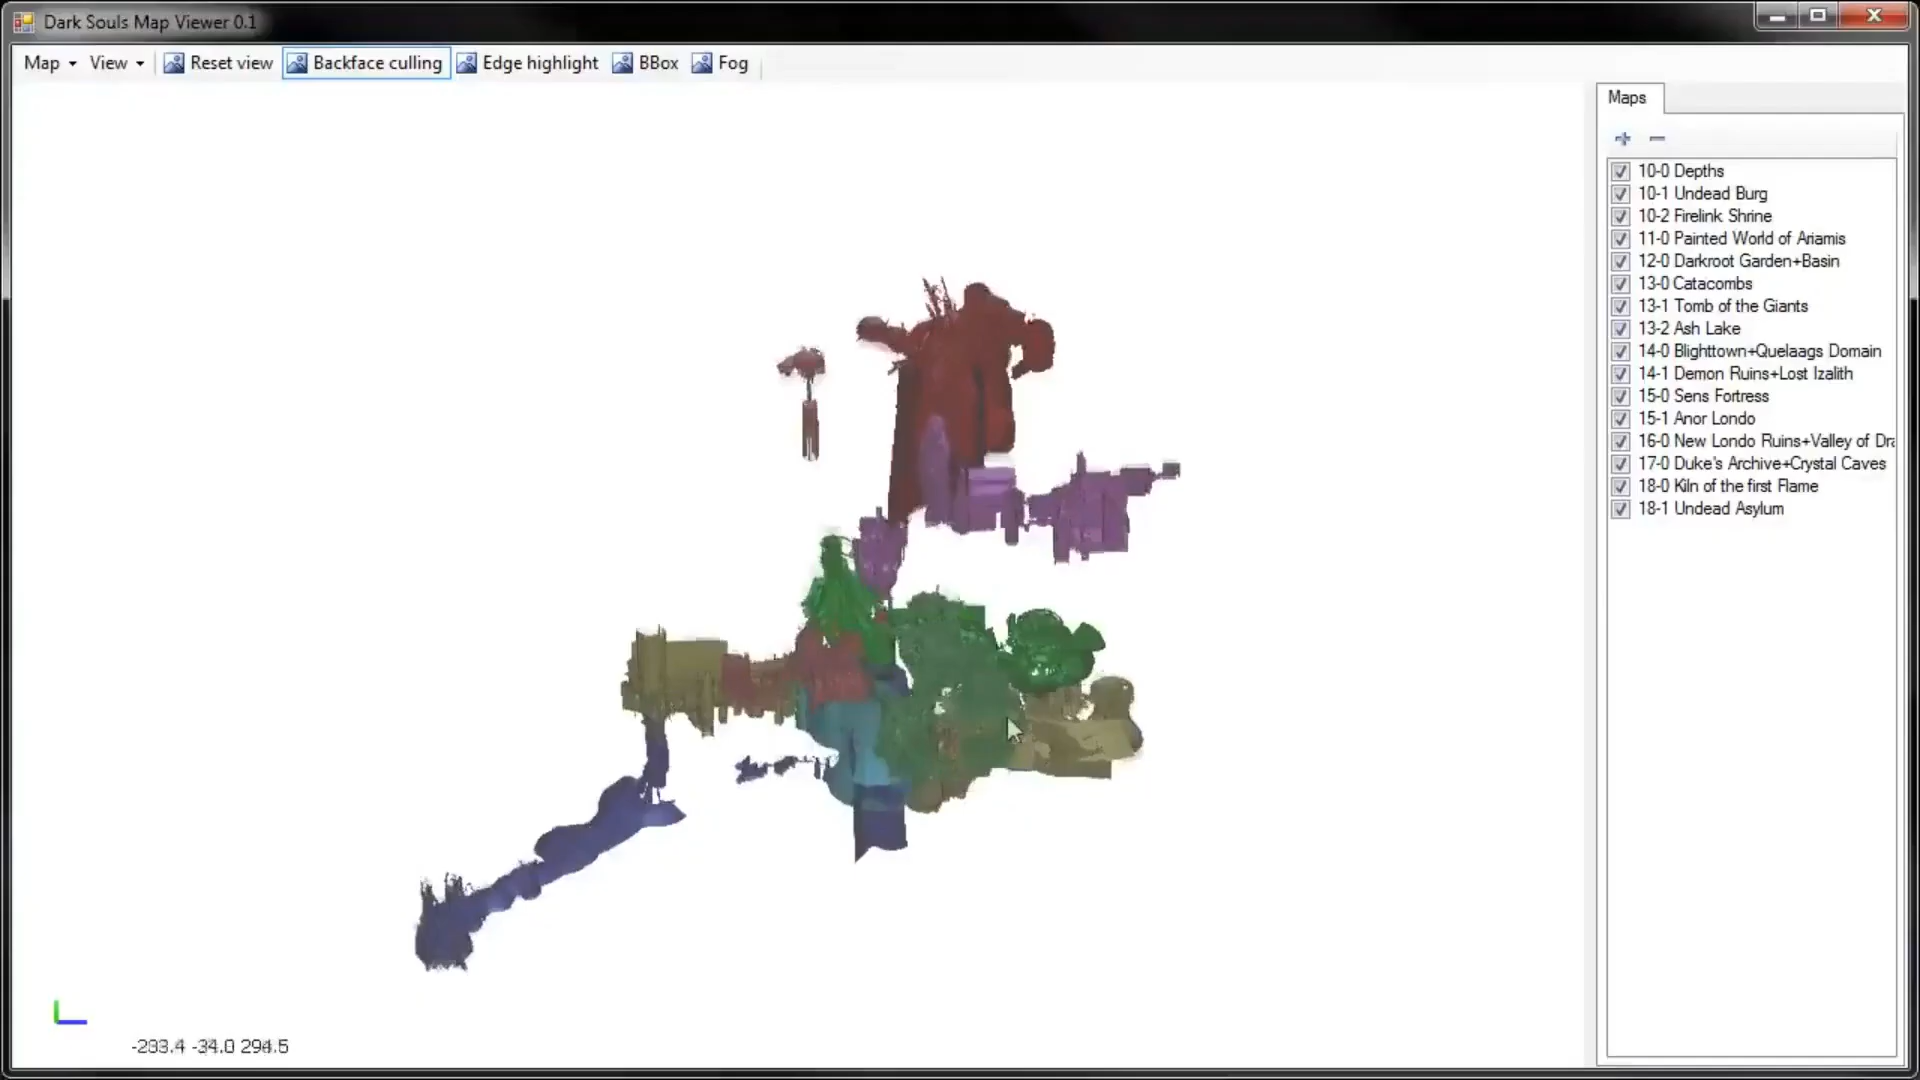 Dark Souls Map Viewer 0.1
Map View Reset view Backface culling Edge highlight BBox Fog
Maps
10-0 Depths
10-1 Undead Burg
10-2 Firelink Shrine
11-0 Painted World of Ariamis
12-0 Darkroot Garden+Basin
13-0 Catacombs
13-1 Tomb of the Giants
13-2 Ash Lake
14-0 Blighttown+Quelaags Domain
14-1 Demon Ruins+Lost Izalith
15-0 Sens Fortress
15-1 Anor Londo
16-0 New Londo Ruins+Valley of Dra
17-0 Duke's Archive+Crystal Caves
18-0 Kiln of the first Flame
18-1 Undead Asylum
-34.0